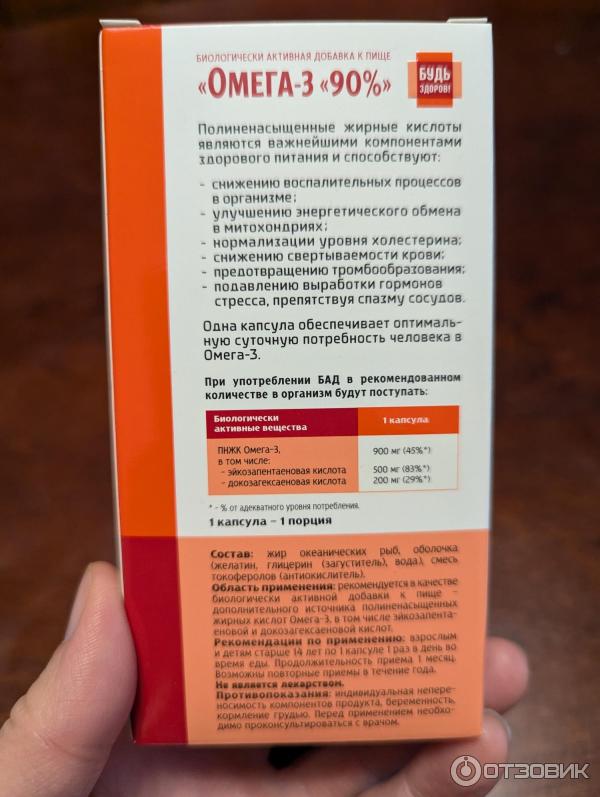 БИОЛОГИЧЕСКИ АКТИВНАЯ ДОБАВКА К ПИЩЕ
«ОМЕГА-3 «90%»
БУДЬ
ЗДОРОВ!
Полиненасыщенные жирные кислоты
являются важнейшими компонентами
здорового питания и способствуют:
- снижению воспалительных процессов
в организме;
- улучшению энергетического обмена
в митохондриях;
- нормализации уровня холестерина;
- снижению свертываемости крови;
- предотвращению тромбообразования;
- подавлению выработки гормонов
стресса, препятствуя спазму сосудов.
Одна капсула обеспечивает оптималь-
ную суточную потребность человека в
Омега-3.
При употреблении БАД в рекомендованном
количестве в организм будут поступать:
Биологически
активные вещества
1 капсула
ПНЖК Омега-3,
900 мг (45%*)
в том числе:
- эйкозапентаеновая кислота
500 мг (83%*)
- докозагексаеновая кислота
200 мг (29%*)
* - % от адекватного уровня потребления.
1 капсула – 1 порция
Состав: жир океанических рыб, оболочка
(желатин, глицерин (загуститель), вода), смесь
токоферолов (антиокислитель).
Область применения: рекомендуется в качестве
биологически активной добавки к пище –
дополнительного источника полиненасыщенных
жирных кислот Омега-3, в том числе эйкозапента-
еновой и докозагексаеновой кислот.
Рекомендации по применению: взрослым
и детям старше 14 лет по 1 капсуле 1 раз в день во
время еды. Продолжительность приема 1 месяц.
Возможны повторные приемы в течение года.
Не является лекарством.
Противопоказания: индивидуальная непере-
носимость компонентов продукта, беременность,
кормление грудью. Перед применением необхо-
димо проконсультироваться с врачом.
ОТЗОВИК